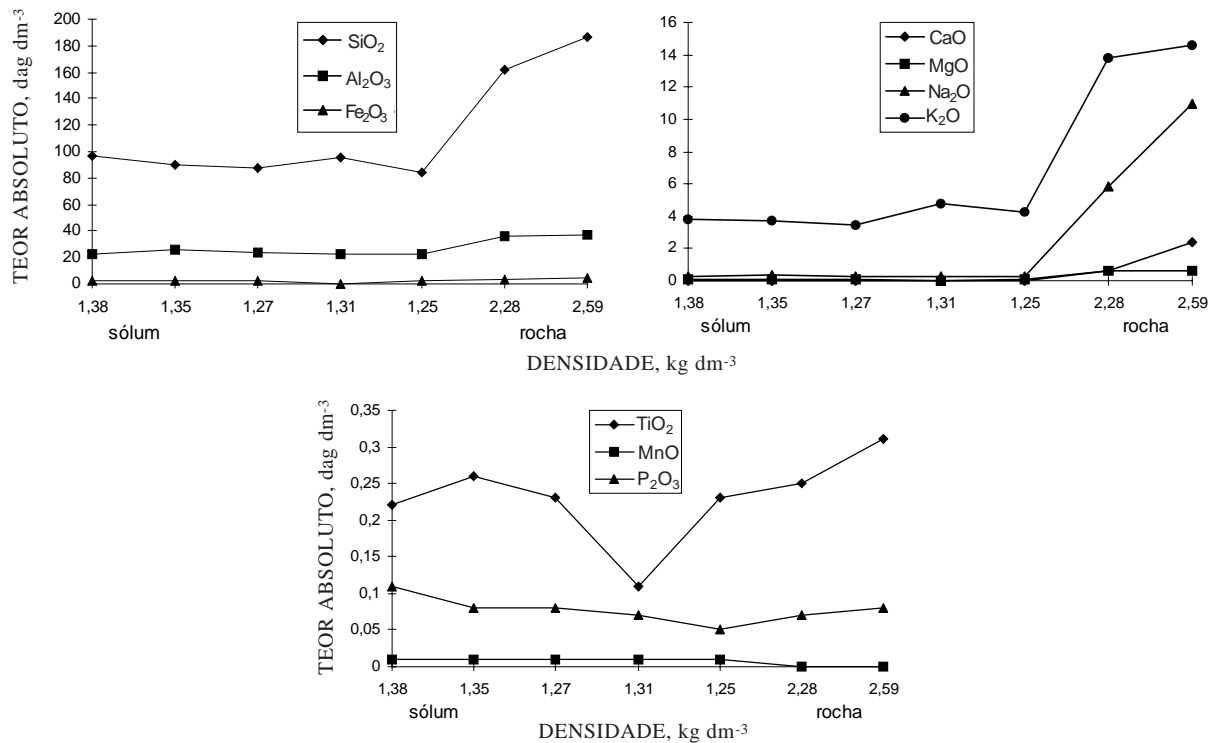 TEOR ABSOLUTO, dag dm-3
200
180
160
140
120
100
80
60
40
20
0
SiO2
Al2O3
Fe2O3
1,38 1,35 1,27 1,31 1,25 2,28 2,59
sólum rocha
16
14
12
10
8
6
4
2
0
CaO
MgO
Na2O
K2O
1,38 1,35 1,27 1,31 1,25 2,28 2,59
sólum rocha
DENSIDADE, kg dm-3
TEOR ABSOLUTO, dag dm-3
0,35
0,3
0,25
0,2
0,15
0,1
0,05
0
TiO2
MnO
P2O3
1,38 1,35 1,27 1,31 1,25 2,28 2,59
sólum rocha
DENSIDADE, kg dm-3